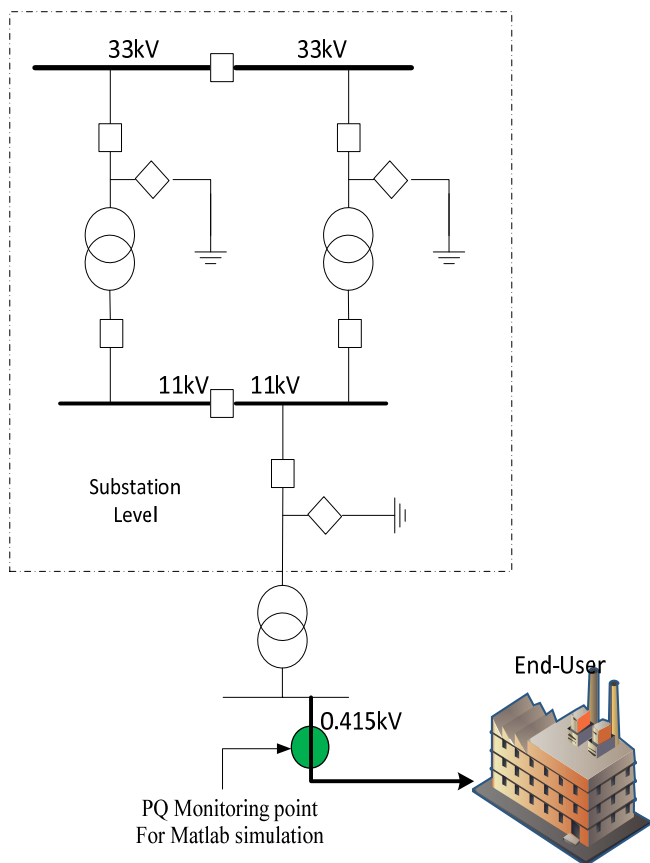 33kV 33kV
11kV 11kV
Substation
Level
End-User
0.415kV
PQ Monitoring point
For Matlab simulation